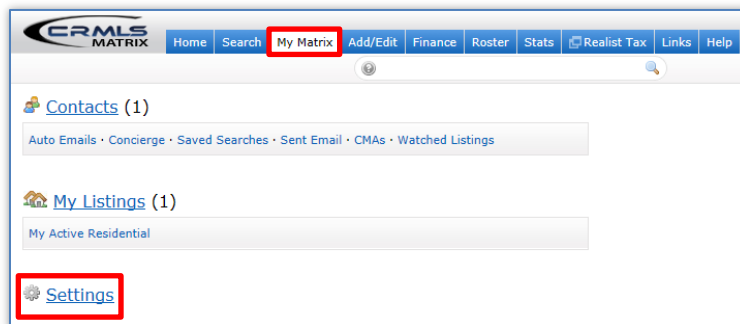 CRMLS
MATRIX
Home Search My Matrix Add/Edit Finance Roster Stats Realist Tax Links Help
Contacts (1)
Auto Emails · Concierge · Saved Searches · Sent Email · CMAs · Watched Listings
My Listings (1)
My Active Residential
Settings